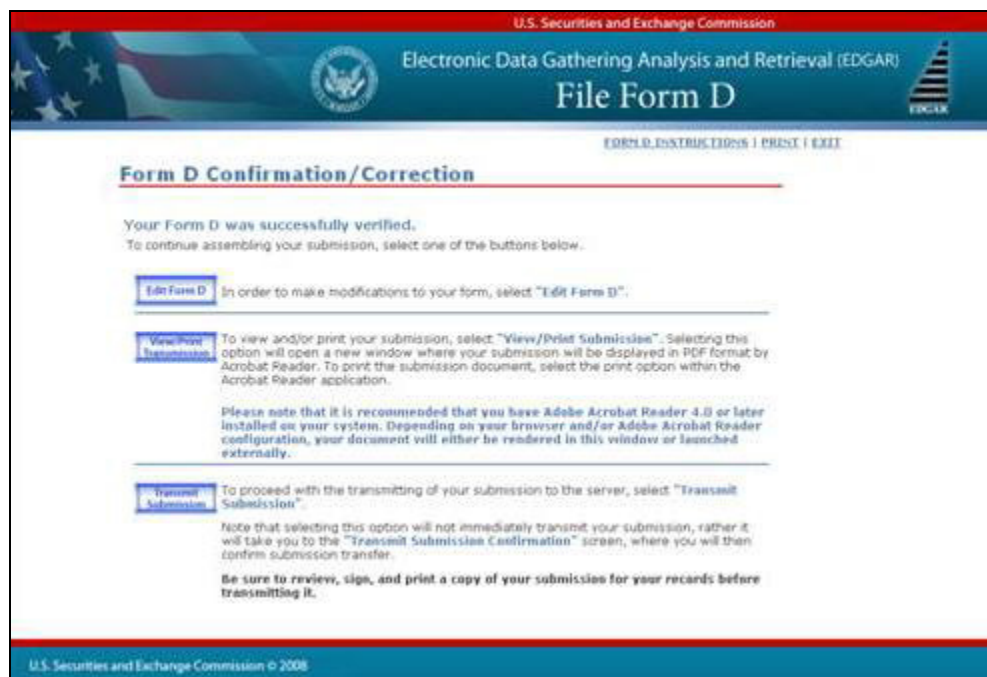 U.S. Securities and Exchange Commission
Electronic Data Gathering Analysis and Retrieval (EDGAR)
File Form D
EDGAR
FORM D INSTRUCTIONS | PRINT | EXIT
Form D Confirmation/Correction
Your Form D was successfully verified.
To continue assembling your submission, select one of the buttons below.
Edit Form D
In order to make modifications to your form, select "Edit Form D".
View/Print
Transmission
To view and/or print your submission, select "View/Print Submission". Selecting this
option will open a new window where your submission will be displayed in PDF format by
Acrobat Reader. To print the submission document, select the print option within the
Acrobat Reader application.
Please note that it is recommended that you have Adobe Acrobat Reader 4.0 or later
installed on your system. Depending on your browser and/or Adobe Acrobat Reader
configuration, your document will either be rendered in this window or launched
externally.
Transmit
Submission
To proceed with the transmitting of your submission to the server, select "Transmit
Submission".
Note that selecting this option will not immediately transmit your submission, rather it
will take you to the "Transmit Submission Confirmation" screen, where you will then
confirm submission transfer.
Be sure to review, sign, and print a copy of your submission for your records before
transmitting it.
U.S. Securities and Exchange Commission © 2008